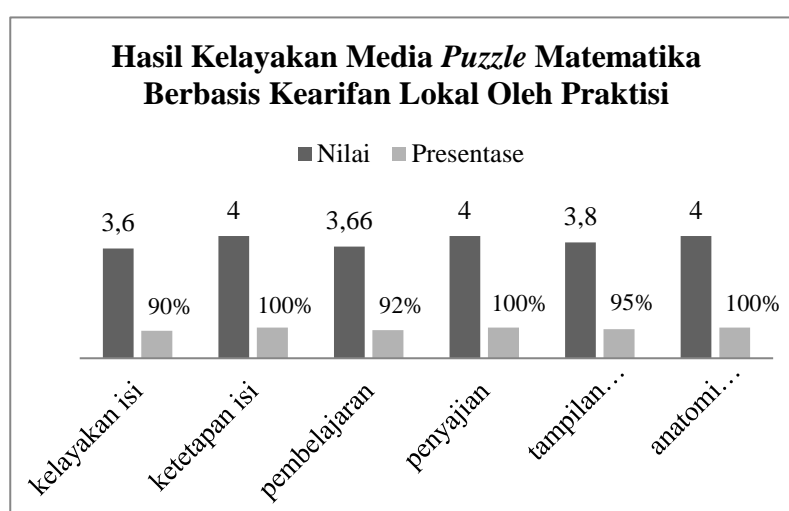 Hasil Kelayakan Media Puzzle Matematika
Berbasis Kearifan Lokal Oleh Praktisi
Nilai Presentase
3,6 4 3,66 4 3,8 4
90% 100% 92% 100% 95% 100%
kelayakan isi
ketetapan isi
pembelajaran
penyajian
tampilan…
anatomi…